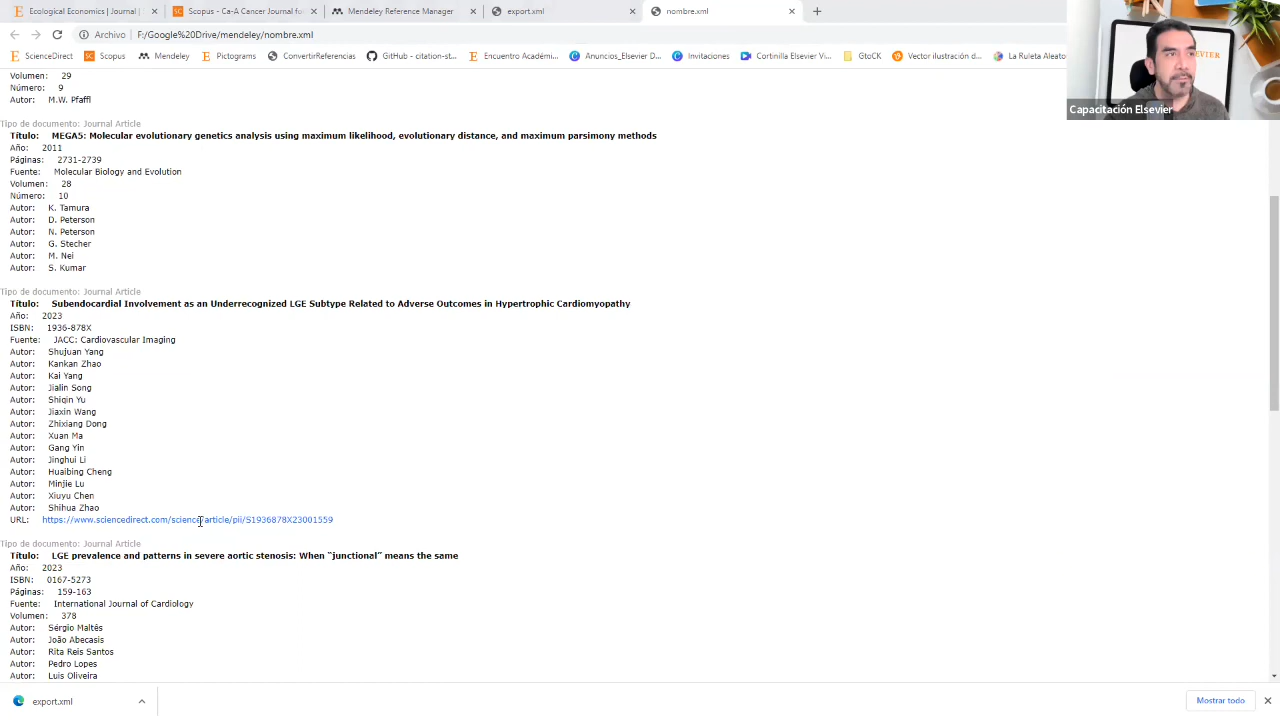 Ecological Economics | Journal |
Scopus - Ca-A Cancer Journal fo
Mendeley Reference Manager
export.xml
nombre.xml
Archivo | F:/Google%20Drive/mendeley/nombre.xml
ScienceDirect
Scopus
Mendeley
Pictograms
ConvertirReferencias
GitHub - citation-st...
Encuentro Académi...
Anuncios_Elsevier D...
Invitaciones
Cortinilla Elsevier Vi...
GtoCK
Vector ilustración d...
La Ruleta Aleato
Capacitación Elsevier
Volumen: 29
Número: 9
Autor: M.W. Pfaffl
Tipo de documento: Journal Article
Título: MEGA5: Molecular evolutionary genetics analysis using maximum likelihood, evolutionary distance, and maximum parsimony methods
Año: 2011
Páginas: 2731-2739
Fuente: Molecular Biology and Evolution
Volumen: 28
Número: 10
Autor: K. Tamura
Autor: D. Peterson
Autor: N. Peterson
Autor: G. Stecher
Autor: M. Nei
Autor: S. Kumar
Tipo de documento: Journal Article
Título: Subendocardial Involvement as an Underrecognized LGE Subtype Related to Adverse Outcomes in Hypertrophic Cardiomyopathy
Año: 2023
ISBN: 1936-878X
Fuente: JACC: Cardiovascular Imaging
Autor: Shujuan Yang
Autor: Kankan Zhao
Autor: Kai Yang
Autor: Jialin Song
Autor: Shiqin Yu
Autor: Jiaxin Wang
Autor: Zhixiang Dong
Autor: Xuan Ma
Autor: Gang Yin
Autor: Jinghui Li
Autor: Huaibing Cheng
Autor: Minjie Lu
Autor: Xiuyu Chen
Autor: Shihua Zhao
URL: https://www.sciencedirect.com/science/article/pii/S1936878X23001559
Tipo de documento: Journal Article
Título: LGE prevalence and patterns in severe aortic stenosis: When “junctional” means the same
Año: 2023
ISBN: 0167-5273
Páginas: 159-163
Fuente: International Journal of Cardiology
Volumen: 378
Autor: Sérgio Maltês
Autor: João Abecasis
Autor: Rita Reis Santos
Autor: Pedro Lopes
Autor: Luis Oliveira
export.xml
Mostrar todo